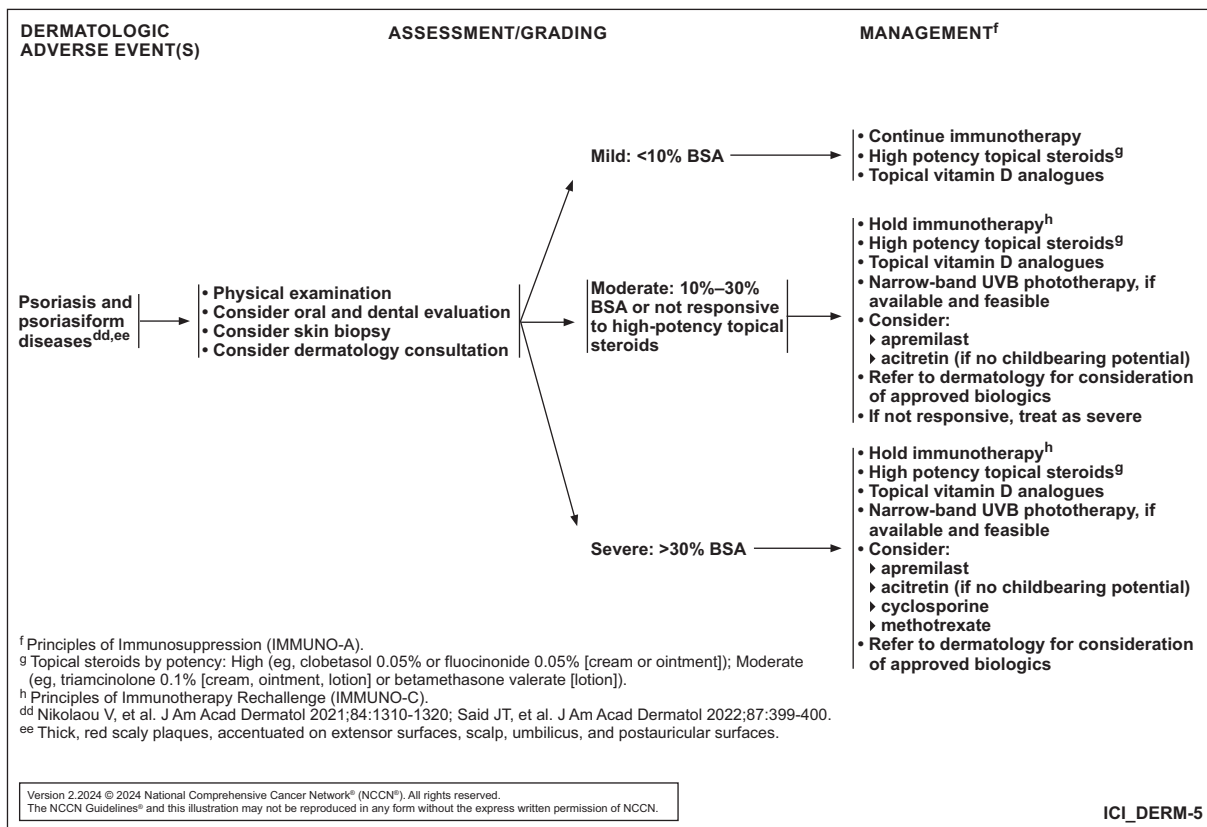 DERMATOLOGIC
ADVERSE EVENT(S)
ASSESSMENT/GRADING
MANAGEMENTᶠ
Psoriasis and
psoriasiform
diseasesᵈᵈ,ᵉᵉ
• Physical examination
• Consider oral and dental evaluation
• Consider skin biopsy
• Consider dermatology consultation
Mild: <10% BSA
• Continue immunotherapy
• High potency topical steroidsᵍ
• Topical vitamin D analogues
Moderate: 10%–30%
BSA or not responsive
to high-potency topical
steroids
• Hold immunotherapyʰ
• High potency topical steroidsᵍ
• Topical vitamin D analogues
• Narrow-band UVB phototherapy, if
available and feasible
• Consider:
▸ apremilast
▸ acitretin (if no childbearing potential)
• Refer to dermatology for consideration
of approved biologics
• If not responsive, treat as severe
Severe: >30% BSA
• Hold immunotherapyʰ
• High potency topical steroidsᵍ
• Topical vitamin D analogues
• Narrow-band UVB phototherapy, if
available and feasible
• Consider:
▸ apremilast
▸ acitretin (if no childbearing potential)
▸ cyclosporine
▸ methotrexate
• Refer to dermatology for consideration
of approved biologics
ᶠ Principles of Immunosuppression (IMMUNO-A).
ᵍ Topical steroids by potency: High (eg, clobetasol 0.05% or fluocinonide 0.05% [cream or ointment]); Moderate
(eg, triamcinolone 0.1% [cream, ointment, lotion] or betamethasone valerate [lotion]).
ʰ Principles of Immunotherapy Rechallenge (IMMUNO-C).
ᵈᵈ Nikolaou V, et al. J Am Acad Dermatol 2021;84:1310-1320; Said JT, et al. J Am Acad Dermatol 2022;87:399-400.
ᵉᵉ Thick, red scaly plaques, accentuated on extensor surfaces, scalp, umbilicus, and postauricular surfaces.
Version 2.2024 © 2024 National Comprehensive Cancer Network® (NCCN®). All rights reserved.
The NCCN Guidelines® and this illustration may not be reproduced in any form without the express written permission of NCCN.
ICI_DERM-5